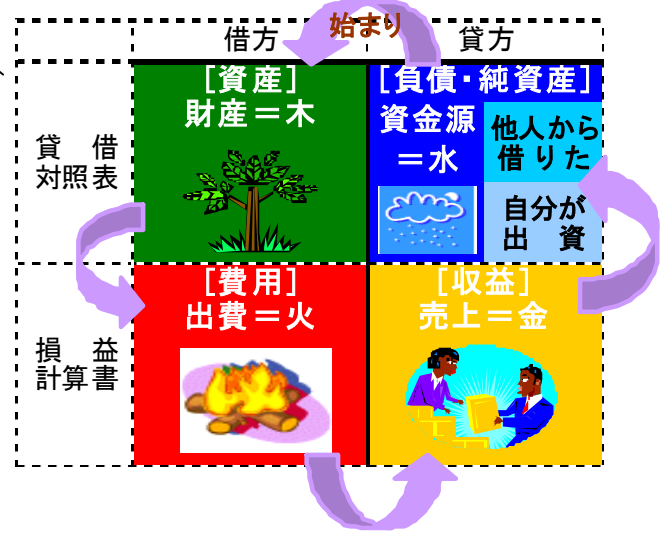 始まり
借方
貸方
[資産]
財産＝木
[負債・純資産]
資金源
＝水
他人から
借りた
自分が
出　資
貸　借
対照表
[費用]
出費＝火
[収益]
売上＝金
損　益
計算書